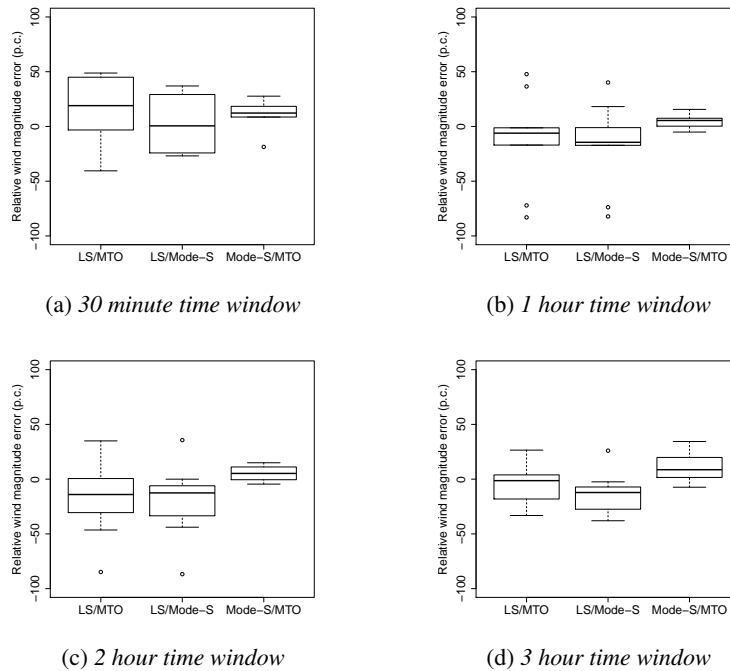 Relative wind magnitude error (p.c.)
100
50
0
−50
−100
LS/MTO LS/Mode−S Mode−S/MTO
(a) 30 minute time window
Relative wind magnitude error (p.c.)
100
50
0
−50
−100
LS/MTO LS/Mode−S Mode−S/MTO
(b) 1 hour time window
Relative wind magnitude error (p.c.)
100
50
0
−50
−100
LS/MTO LS/Mode−S Mode−S/MTO
(c) 2 hour time window
Relative wind magnitude error (p.c.)
100
50
0
−50
−100
LS/MTO LS/Mode−S Mode−S/MTO
(d) 3 hour time window